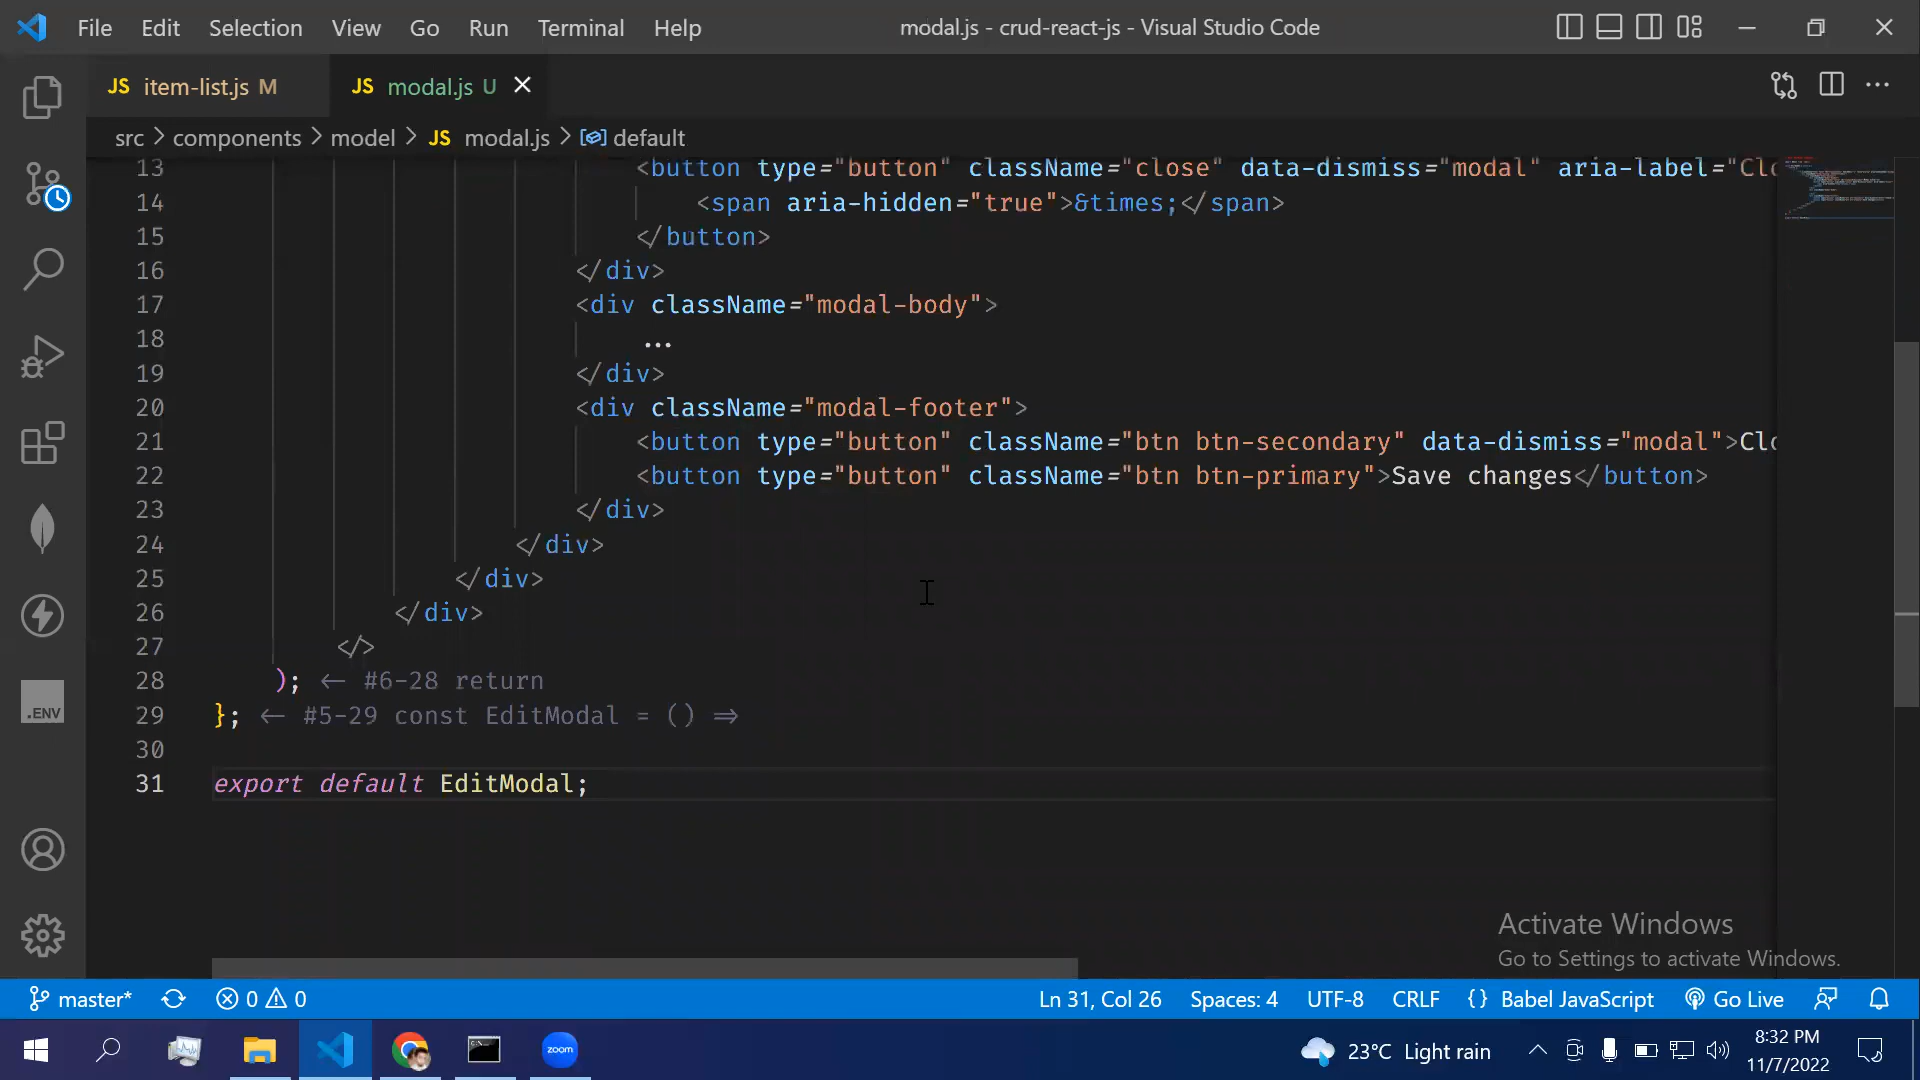 File Edit Selection View Go Run Terminal Help modal.js - crud-react-js - Visual Studio Code
JS item-list.js M JS modal.js U
src > components > model > JS modal.js > default
13 <button type="button" className="close" data-dismiss="modal" aria-label="Clo
14 <span aria-hidden="true">&times;</span>
15 </button>
16 </div>
17 <div className="modal-body">
18 ...
19 </div>
20 <div className="modal-footer">
21 <button type="button" className="btn btn-secondary" data-dismiss="modal">Clo
22 <button type="button" className="btn btn-primary">Save changes</button>
23 </div>
24 </div>
25 </div>
26 </div>
27 </>
28 ); ← #6-28 return
29 }; ← #5-29 const EditModal = () ⇒
30
31 export default EditModal;
Activate Windows
Go to Settings to activate Windows.
.ENV
master* 0 0 Ln 31, Col 26 Spaces: 4 UTF-8 CRLF {} Babel JavaScript Go Live
zoom 23°C Light rain 8:32 PM
11/7/2022